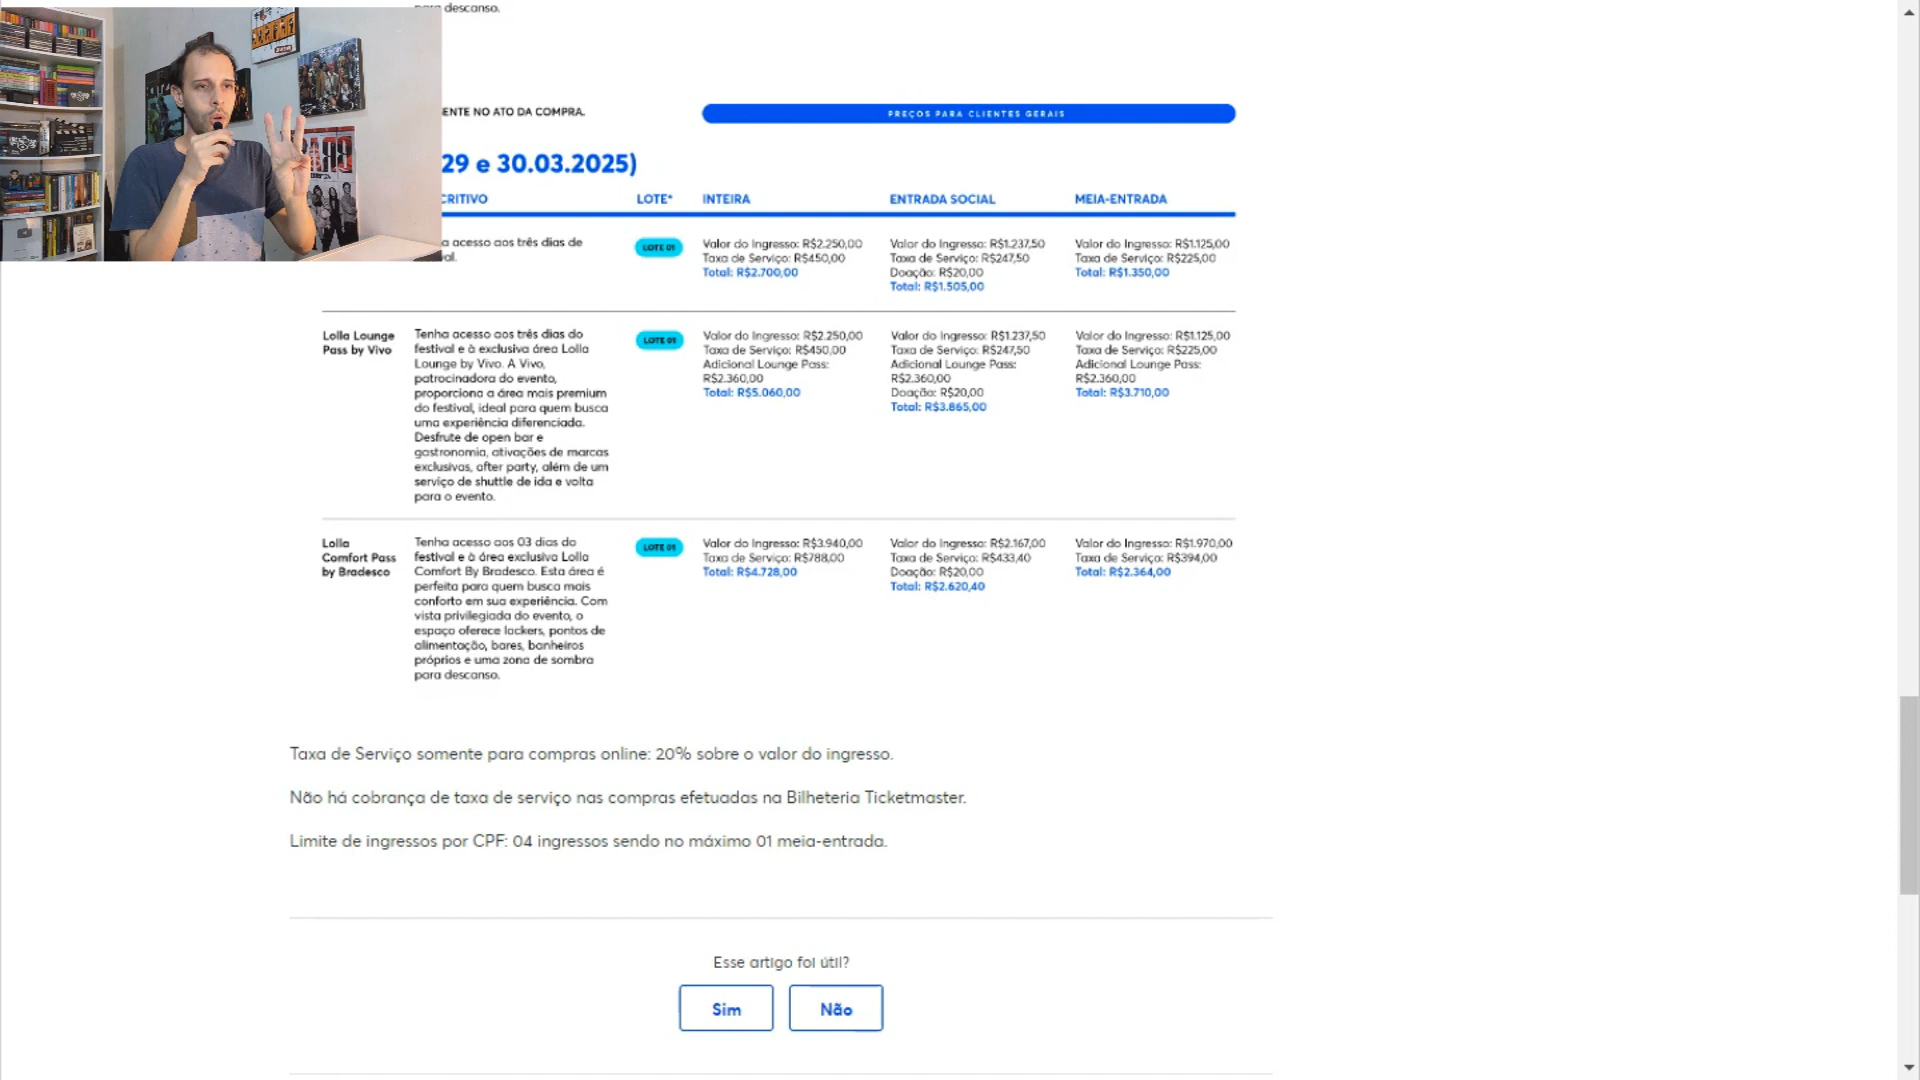 para descanso.
ENTE NO ATO DA COMPRA.
PREÇOS PARA CLIENTES GERAIS
29 e 30.03.2025)
CRITIVO LOTE* INTEIRA ENTRADA SOCIAL MEIA-ENTRADA
a acesso aos três dias de
al.
LOTE 01
Valor do Ingresso: R$2.250,00
Taxa de Serviço: R$450,00
Total: R$2.700,00
Valor do Ingresso: R$1.237,50
Taxa de Serviço: R$247,50
Doação: R$20,00
Total: R$1.505,00
Valor do Ingresso: R$1.125,00
Taxa de Serviço: R$225,00
Total: R$1.350,00
Lolla Lounge
Pass by Vivo
Tenha acesso aos três dias do
festival e à exclusiva área Lolla
Lounge by Vivo. A Vivo,
patrocinadora do evento,
proporciona a área mais premium
do festival, ideal para quem busca
uma experiência diferenciada.
Desfrute de open bar e
gastronomia, ativações de marcas
exclusivas, after party, além de um
serviço de shuttle de ida e volta
para o evento.
LOTE 01
Valor do Ingresso: R$2.250,00
Taxa de Serviço: R$450,00
Adicional Lounge Pass:
R$2.360,00
Total: R$5.060,00
Valor do Ingresso: R$1.237,50
Taxa de Serviço: R$247,50
Adicional Lounge Pass:
R$2.360,00
Doação: R$20,00
Total: R$3.865,00
Valor do Ingresso: R$1.125,00
Taxa de Serviço: R$225,00
Adicional Lounge Pass:
R$2.360,00
Total: R$3.710,00
Lolla
Comfort Pass
by Bradesco
Tenha acesso aos 03 dias do
festival e à área exclusiva Lolla
Comfort By Bradesco. Esta área é
perfeita para quem busca mais
conforto em sua experiência. Com
vista privilegiada do evento, o
espaço oferece lockers, pontos de
alimentação, bares, banheiros
próprios e uma zona de sombra
para descanso.
LOTE 01
Valor do Ingresso: R$3.940,00
Taxa de Serviço: R$788,00
Total: R$4.728,00
Valor do Ingresso: R$2.167,00
Taxa de Serviço: R$433,40
Doação: R$20,00
Total: R$2.620,40
Valor do Ingresso: R$1.970,00
Taxa de Serviço: R$394,00
Total: R$2.364,00
Taxa de Serviço somente para compras online: 20% sobre o valor do ingresso.
Não há cobrança de taxa de serviço nas compras efetuadas na Bilheteria Ticketmaster.
Limite de ingressos por CPF: 04 ingressos sendo no máximo 01 meia-entrada.
Esse artigo foi útil?
Sim Não